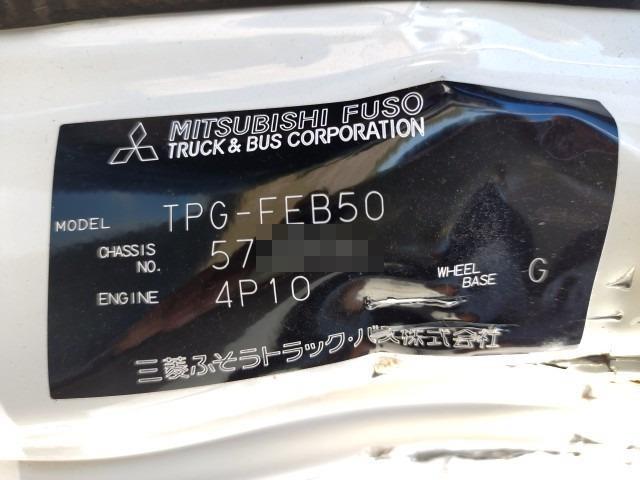 MITSUBISHI FUSO
TRUCK & BUS CORPORATION
MODEL TPG-FEB50
CHASSIS NO. 57
ENGINE 4P10 WHEEL BASE G
三菱ふそうトラック・バス株式会社